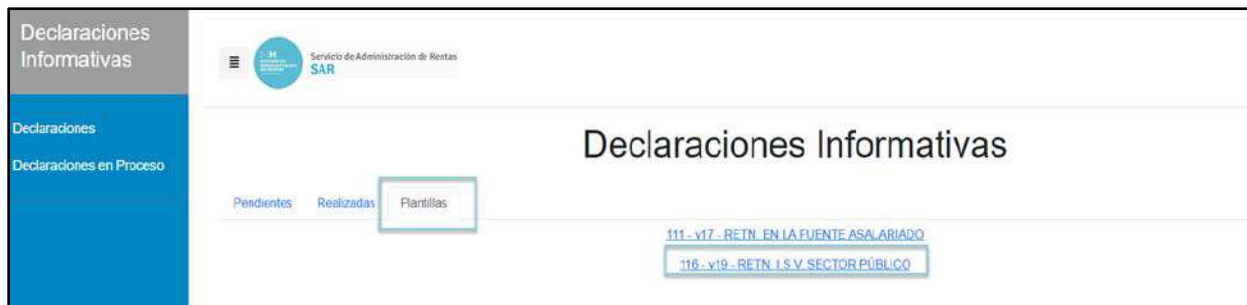 Declaraciones
Informativas
Servicio de Administración de Rentas
SAR
Declaraciones
Declaraciones en Proceso
Declaraciones Informativas
Pendientes Realizadas Plantillas
111 - v17 - RETN. EN LA FUENTE ASALARIADO
116 - v19 - RETN. I.S.V. SECTOR PÚBLICO